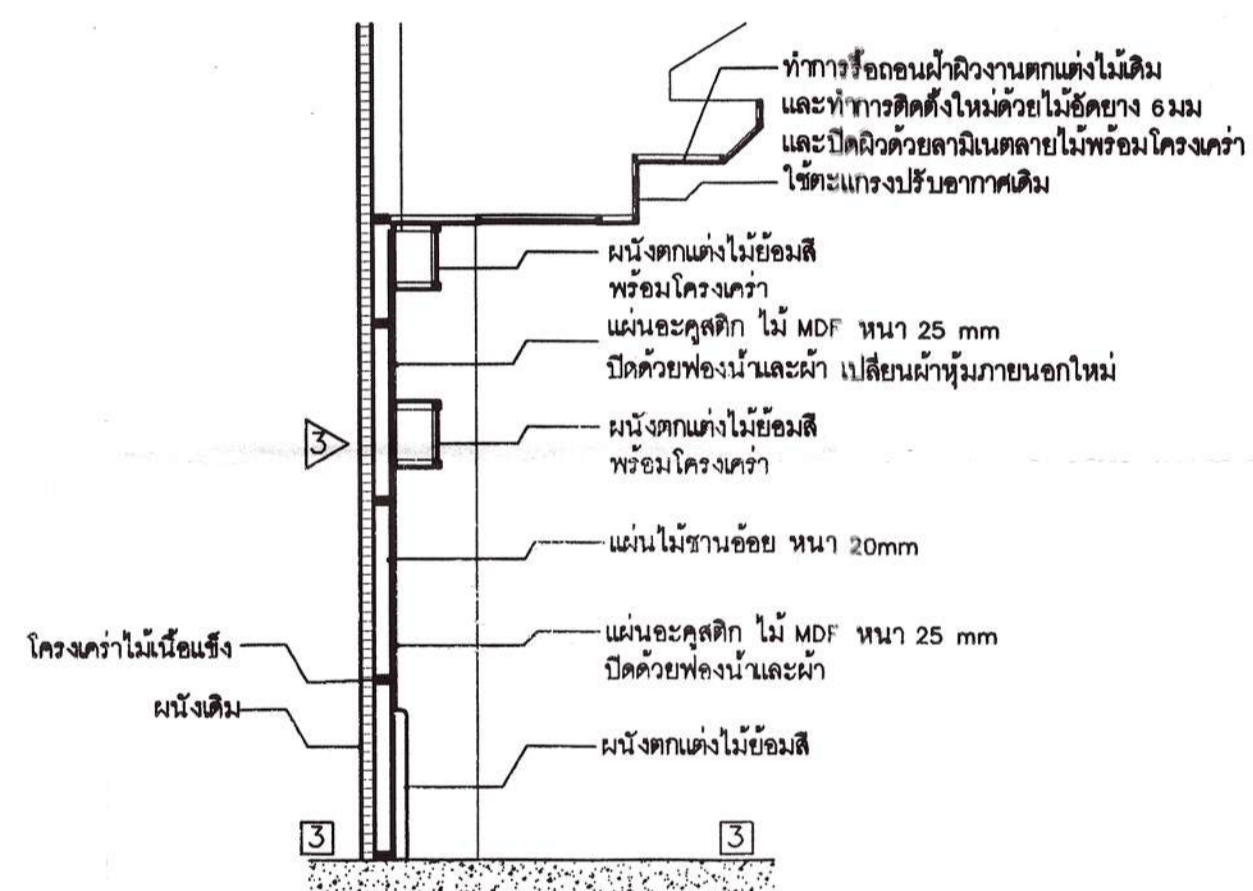 ทำการรื้อถอนฝ้าผิวงานตกแต่งไม้เดิม
และทำการติดตั้งใหม่ด้วยไม้อัดยาง 6 มม
และปิดผิวด้วยลามิเนตลายไม้พร้อมโครงเคร่า
ใช้ตะแกรงปรับอากาศเดิม
ผนังตกแต่งไม้ย้อมสี
พร้อมโครงเคร่า
แผ่นอะคูสติก ไม้ MDF หนา 25 mm
ปิดด้วยฟองน้ำและผ้า เปลี่ยนผ้าหุ้มภายนอกใหม่
3
ผนังตกแต่งไม้ย้อมสี
พร้อมโครงเคร่า
แผ่นไม้ชานอ้อย หนา 20mm
แผ่นอะคูสติก ไม้ MDF หนา 25 mm
ปิดด้วยฟองน้ำและผ้า
โครงเคร่าไม้เนื้อแข็ง
ผนังเดิม
ผนังตกแต่งไม้ย้อมสี
3
3